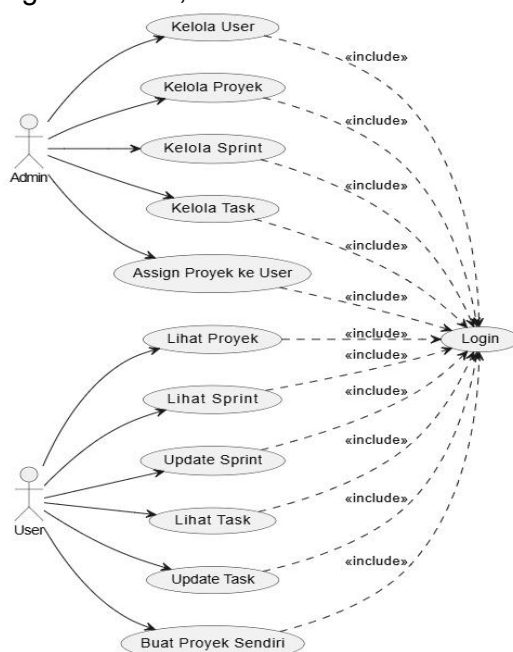 Kelola User
«include»
Kelola Proyek
«include»
Kelola Sprint
«include»
Admin
Kelola Task
«include»
Assign Proyek ke User
«include»
Lihat Proyek
«include»
Login
Lihat Sprint
«include»
Update Sprint
«include»
User
Lihat Task
«include»
Update Task
«include»
Buat Proyek Sendiri
«include»